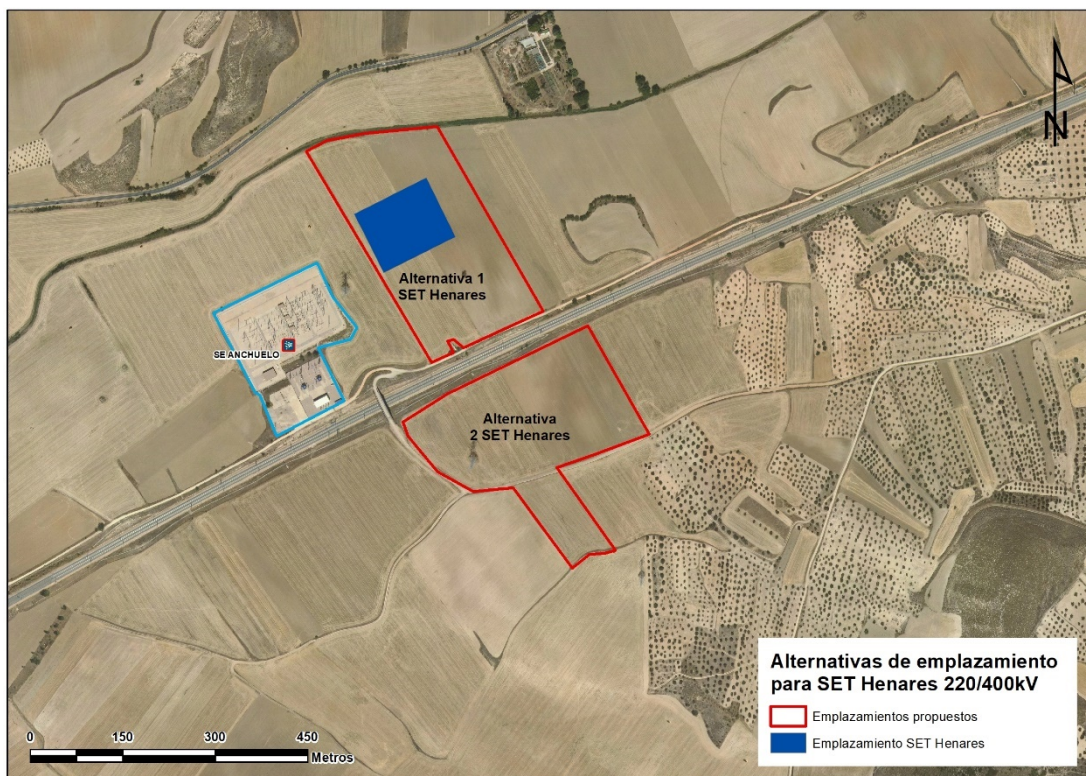 N
Alternativa 1
SET Henares
SE ANCHUELO
Alternativa
2 SET Henares
Alternativas de emplazamiento
para SET Henares 220/400kV
Emplazamientos propuestos
Emplazamiento SET Henares
0 150 300 450
Metros